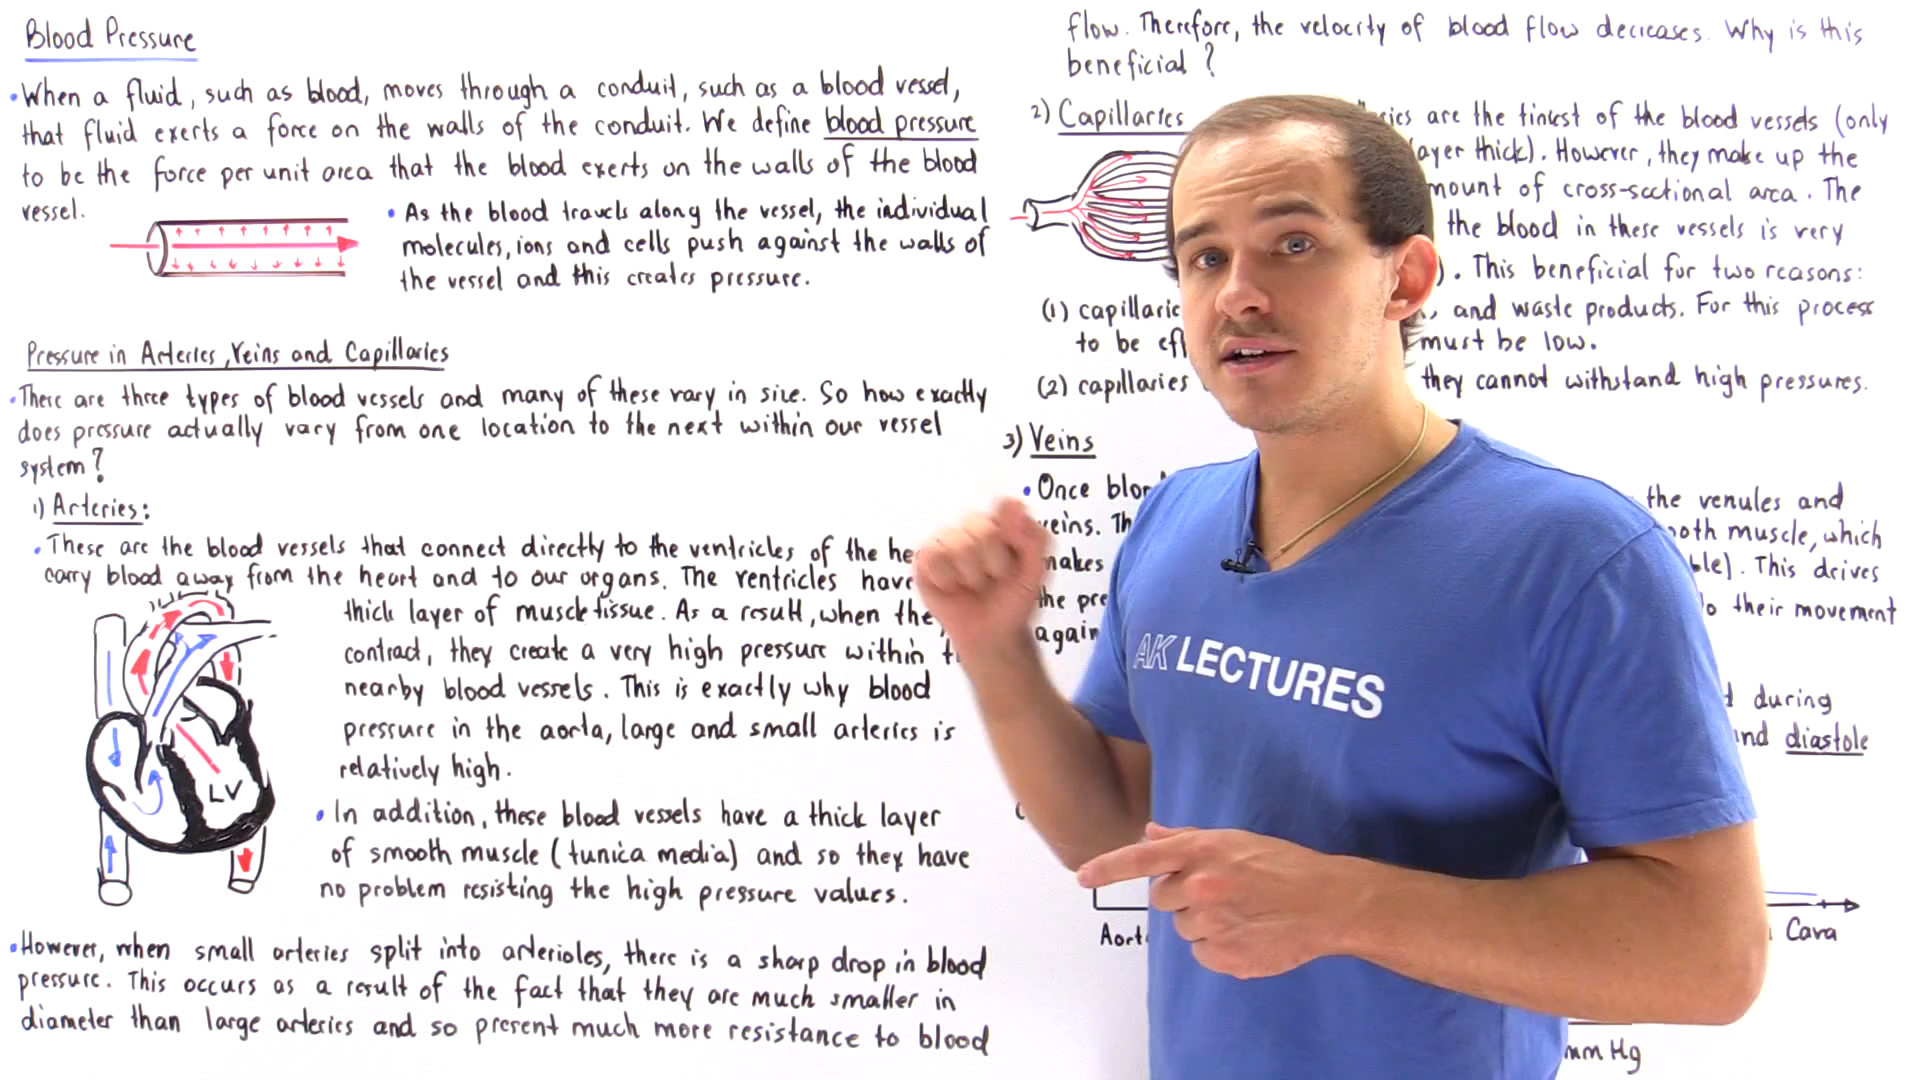 Blood Pressure
• When a fluid, such as blood, moves through a conduit, such as a blood vessel,
that fluid exerts a force on the walls of the conduit. We define blood pressure
to be the force per unit area that the blood exerts on the walls of the blood
vessel.
• As the blood travels along the vessel, the individual
molecules, ions and cells push against the walls of
the vessel and this creates pressure.
Pressure in Arteries, Veins and Capillaries
• There are three types of blood vessels and many of these vary in size. So how exactly
does pressure actually vary from one location to the next within our vessel
system?
1) Arteries:
• These are the blood vessels that connect directly to the ventricles of the
carry blood away from the heart and to our organs. The ventricles have
thick layer of muscle tissue. As a result, when
contract, they create a very high pressure within
nearby blood vessels. This is exactly why blood
pressure in the aorta, large and small arteries is
relatively high.
LV
• In addition, these blood vessels have a thick layer
of smooth muscle (tunica media) and so they have
no problem resisting the high pressure values.
• However, when small arteries split into arterioles, there is a sharp drop in blood
pressure. This occurs as a result of the fact that they are much smaller in
diameter than large arteries and so present much more resistance to blood
flow. Therefore, the velocity of blood flow decreases. Why is this
beneficial?
2) Capillaries
are the tiniest of the blood vessels (only
thick). However, they make up the
of cross-sectional area. The
the blood in these vessels is very
. This beneficial for two reasons:
(1)
, and waste products. For this process
to be
must be low.
(2) capillaries
they cannot withstand high pressures.
3) Veins
• Once
the venules and
veins.
muscle, which
makes
. This drives
the
their movement
during
diastole
Cava
mm Hg
AK LECTURES